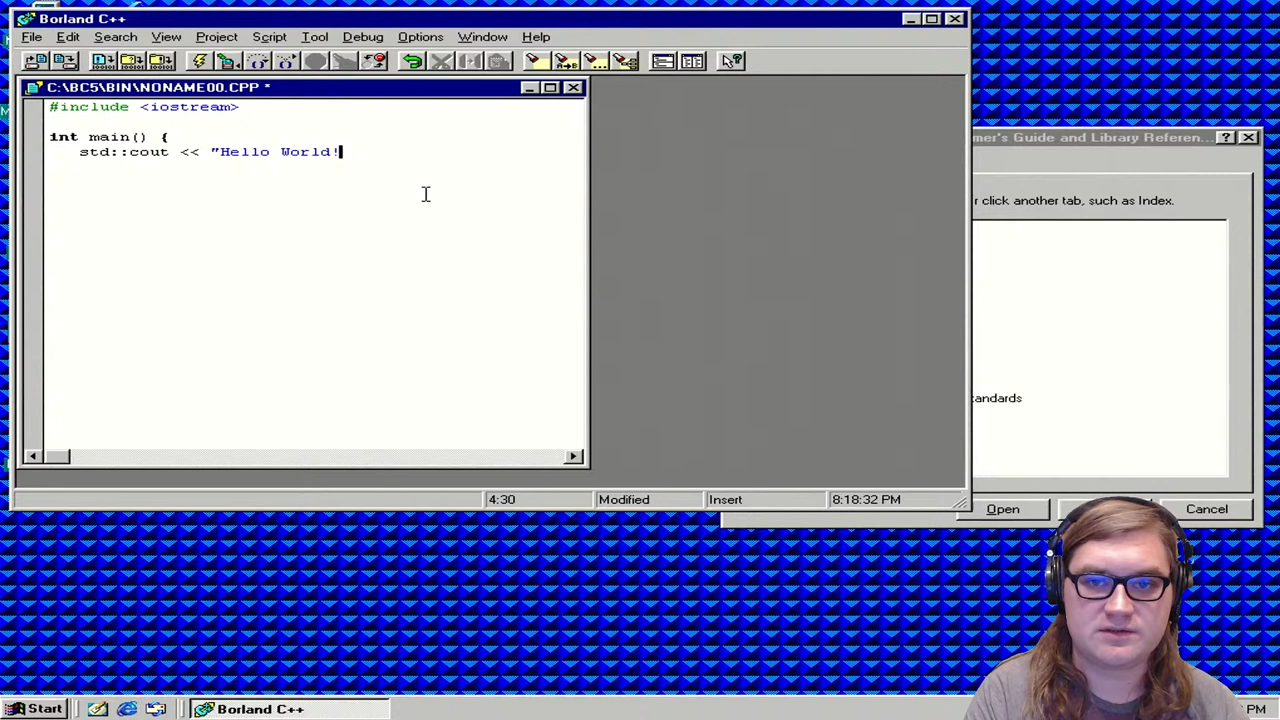 Borland C++
File Edit Search View Project Script Tool Debug Options Window Help
C:\BC5\BIN\NONAME00.CPP *
#include <iostream>
int main() {
std::cout << "Hello World!
mer's Guide and Library Referen...
r click another tab, such as Index.
tandards
Open
Cancel
4:30 Modified Insert 8:18:32 PM
Start
Borland C++
PM